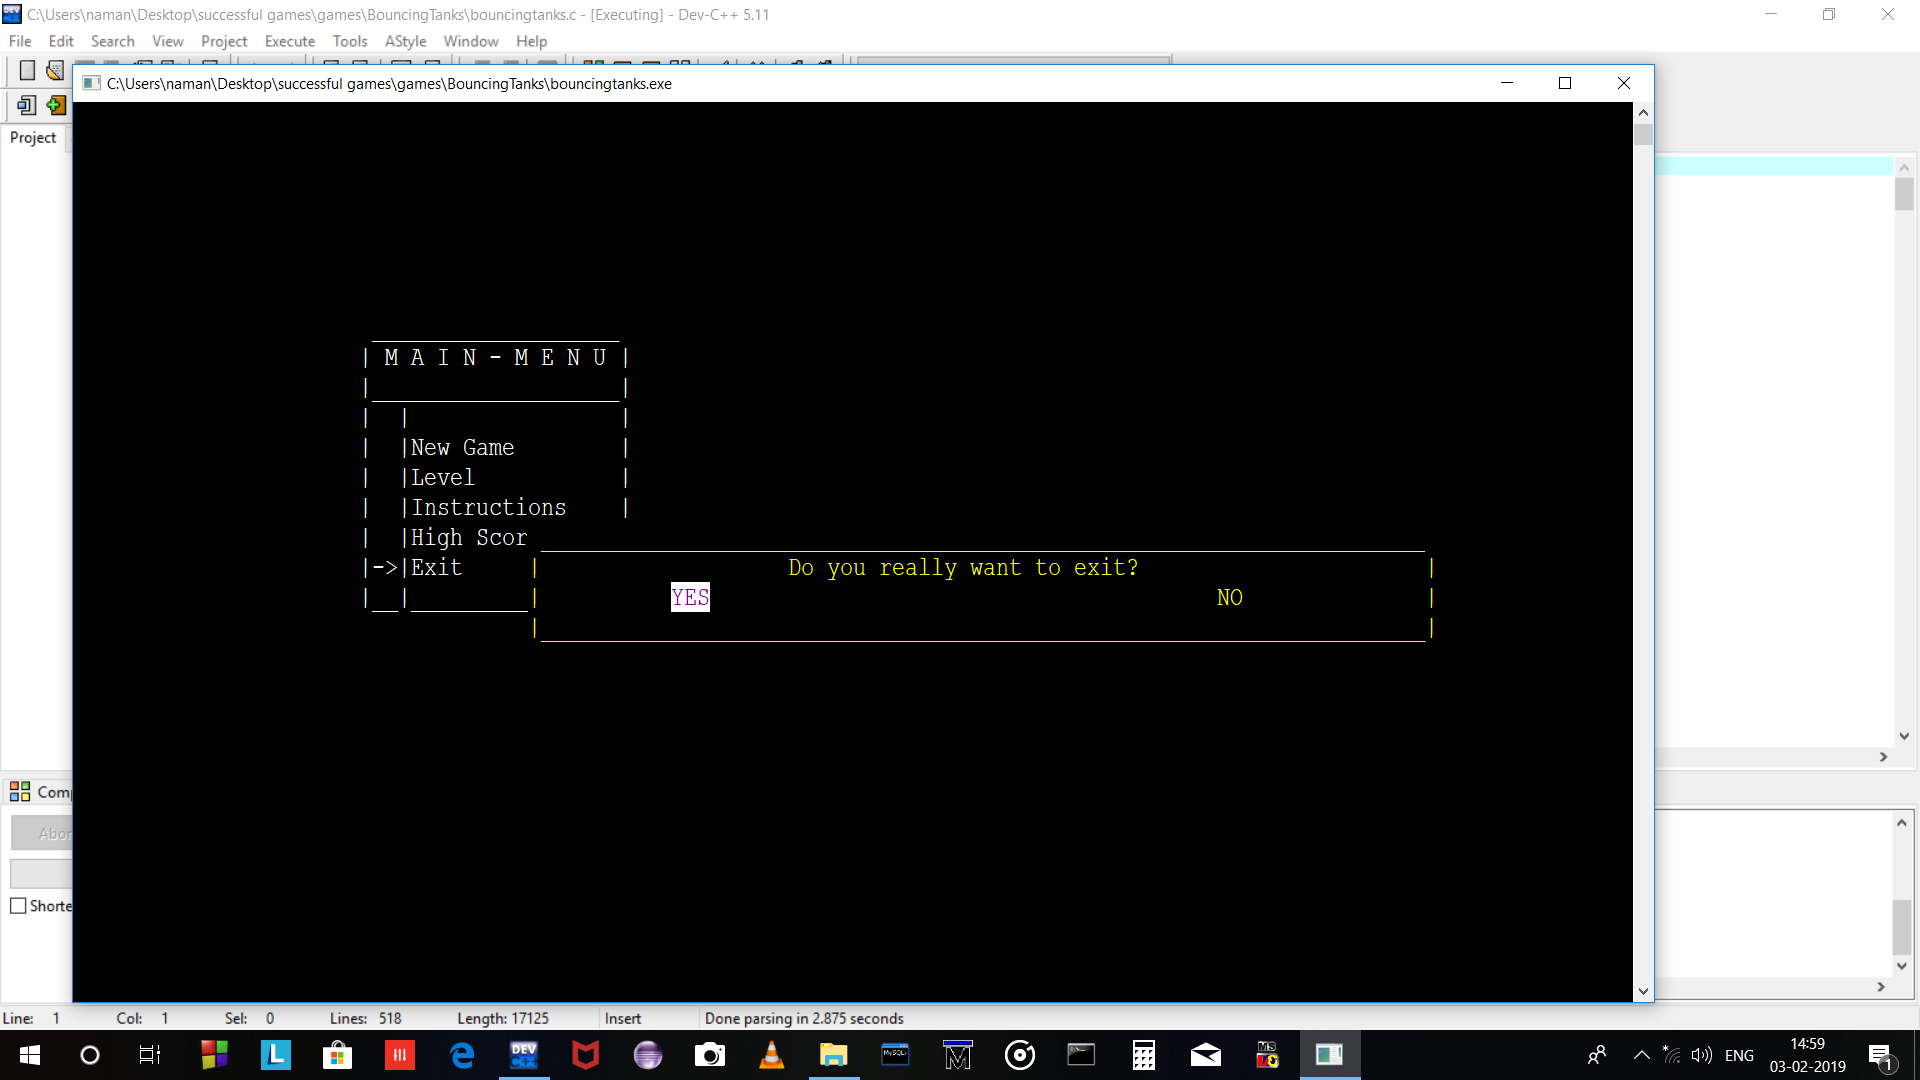 C:\Users\naman\Desktop\successful games\games\BouncingTanks\bouncingtanks.c - [Executing] - Dev-C++ 5.11
File Edit Search View Project Execute Tools AStyle Window Help
C:\Users\naman\Desktop\successful games\games\BouncingTanks\bouncingtanks.exe
Project
M A I N - M E N U
New Game
Level
Instructions
High Scor
->|Exit
Do you really want to exit?
YES NO
Comp
Abor
Shorte
Line: 1 Col: 1 Sel: 0 Lines: 518 Length: 17125 Insert Done parsing in 2.875 seconds
DEV C++
L
MySQL
ENG
14:59
03-02-2019
1